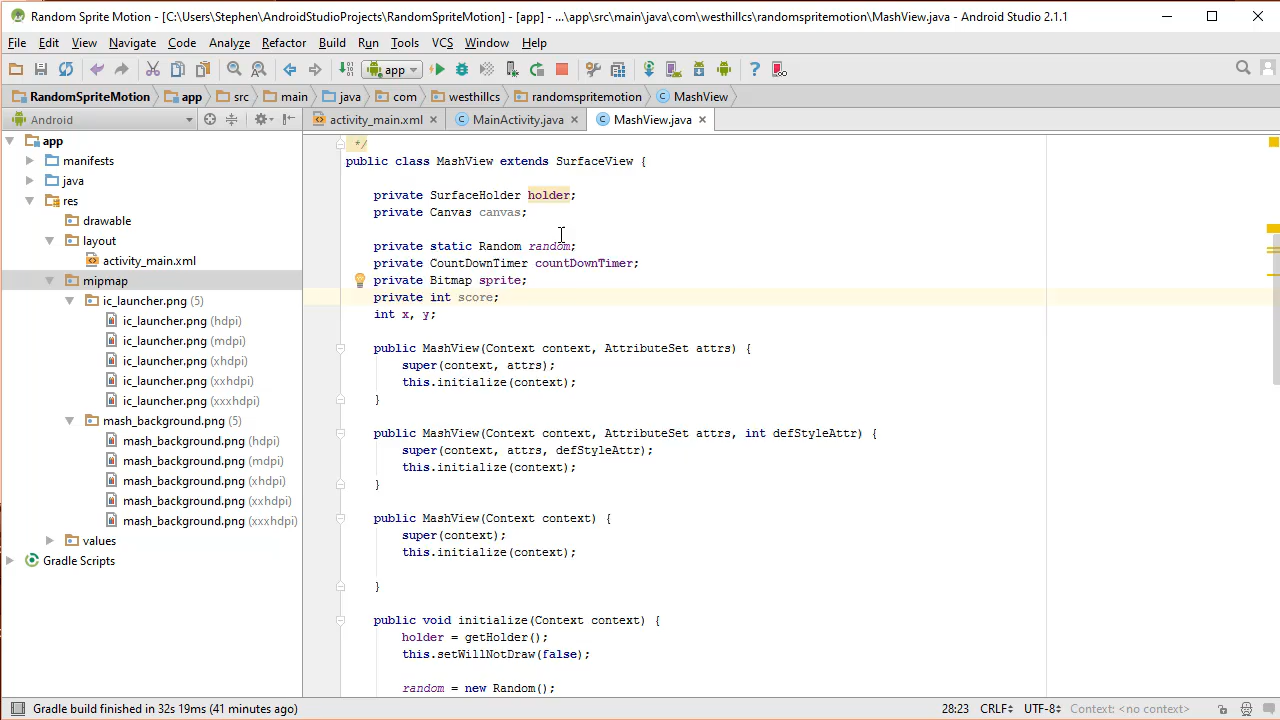 Random Sprite Motion - [C:\Users\Stephen\AndroidStudioProjects\RandomSpriteMotion] - [app] - ...\app\src\main\java\com\westhillcs\randomspritemotion\MashView.java - Android Studio 2.1.1
File Edit View Navigate Code Analyze Refactor Build Run Tools VCS Window Help
app
RandomSpriteMotion app src main java com westhillcs randomspritemotion MashView
Android
activity_main.xml MainActivity.java MashView.java
app
manifests
java
res
drawable
layout
activity_main.xml
mipmap
ic_launcher.png (5)
ic_launcher.png (hdpi)
ic_launcher.png (mdpi)
ic_launcher.png (xhdpi)
ic_launcher.png (xxhdpi)
ic_launcher.png (xxxhdpi)
mash_background.png (5)
mash_background.png (hdpi)
mash_background.png (mdpi)
mash_background.png (xhdpi)
mash_background.png (xxhdpi)
mash_background.png (xxxhdpi)
values
Gradle Scripts
*/
public class MashView extends SurfaceView {
private SurfaceHolder holder;
private Canvas canvas;
private static Random random;
private CountDownTimer countDownTimer;
private Bitmap sprite;
private int score;
int x, y;
public MashView(Context context, AttributeSet attrs) {
super(context, attrs);
this.initialize(context);
}
public MashView(Context context, AttributeSet attrs, int defStyleAttr) {
super(context, attrs, defStyleAttr);
this.initialize(context);
}
public MashView(Context context) {
super(context);
this.initialize(context);
}
public void initialize(Context context) {
holder = getHolder();
this.setWillNotDraw(false);
random = new Random();
Gradle build finished in 32s 19ms (41 minutes ago)
28:23 CRLF UTF-8 Context: <no context>